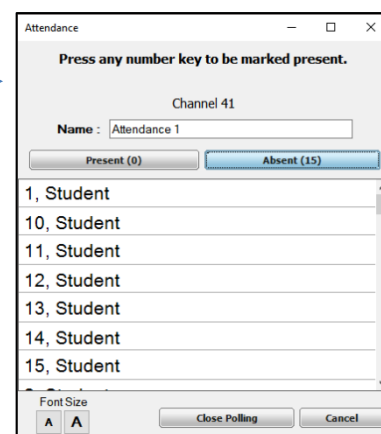 Attendance
Press any number key to be marked present.
Channel 41
Name : Attendance 1
Present (0) Absent (15)
1, Student
10, Student
11, Student
12, Student
13, Student
14, Student
15, Student
Font Size
A A Close Polling Cancel